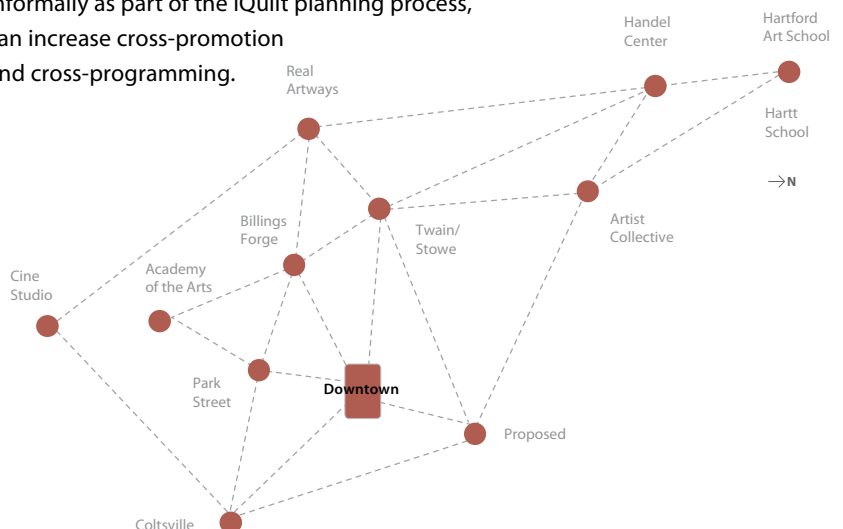 nformally as part of the iQuilt planning process,
an increase cross-promotion
nd cross-programming.
Handel
Center
Hartford
Art School
Real
Artways
Hartt
School
N
Billings
Forge
Twain/
Stowe
Artist
Collective
Cine
Studio
Academy
of the Arts
Park
Street
Downtown
Proposed
Coltsville